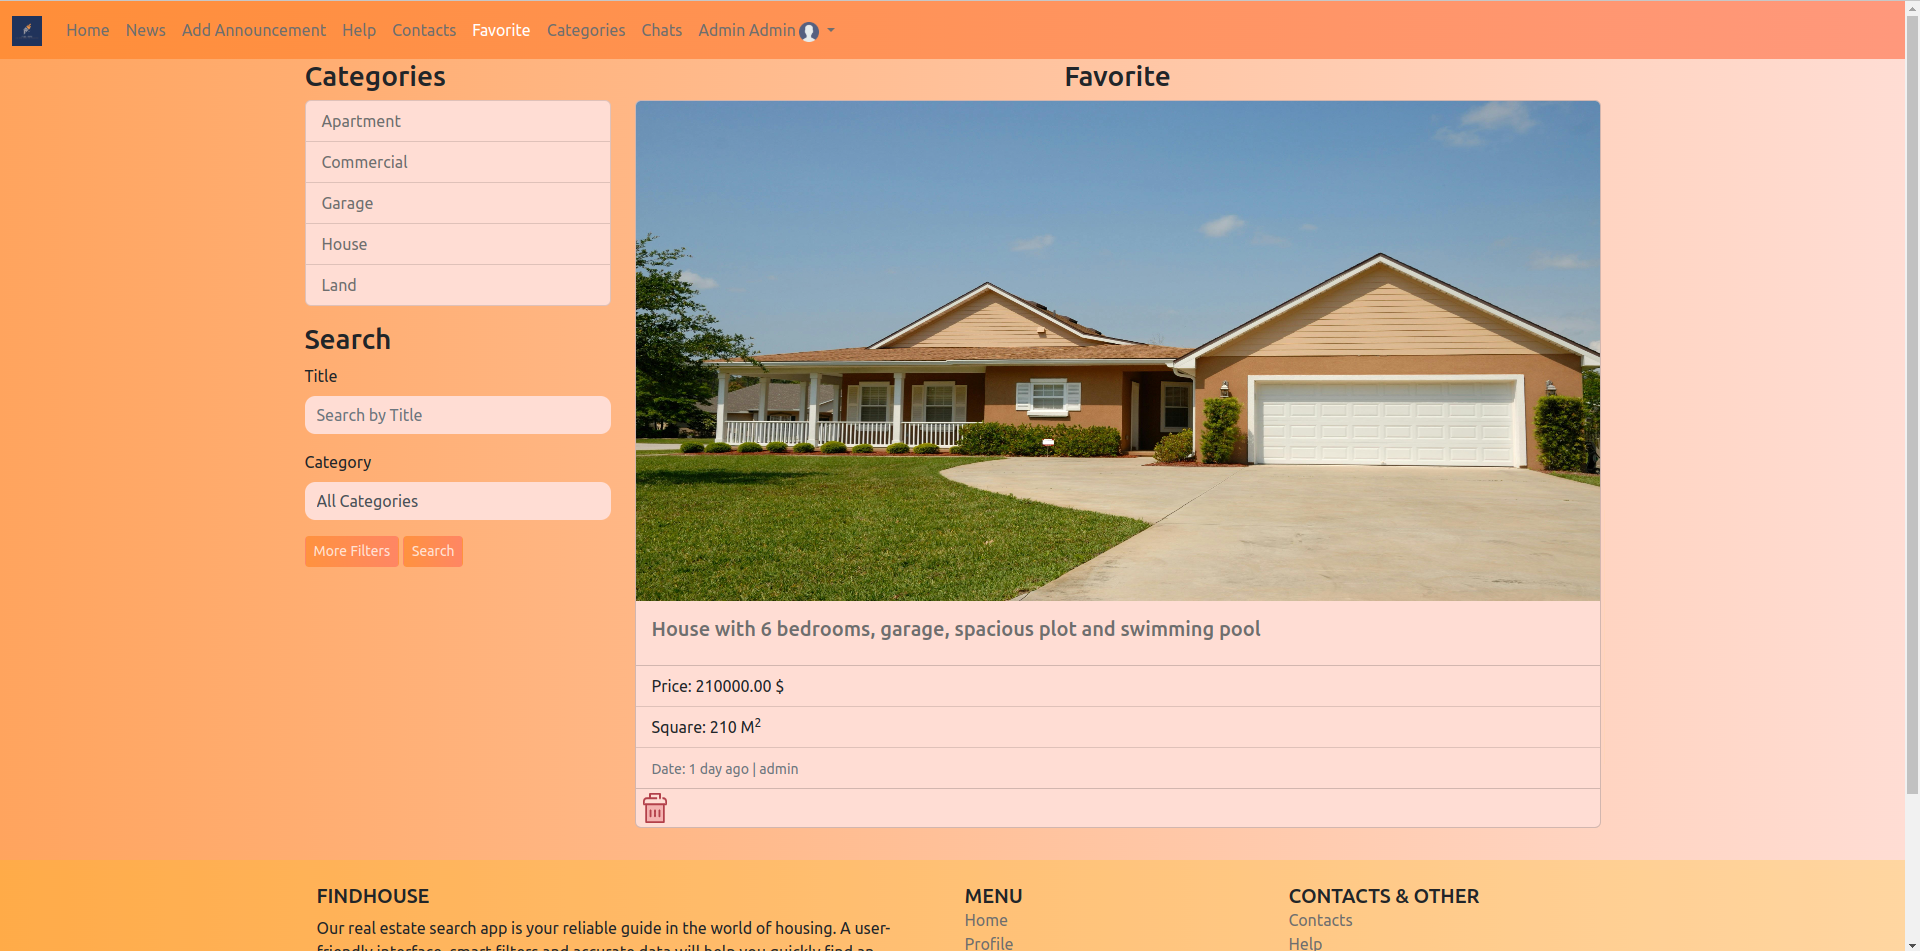 Home News Add Announcement Help Contacts Favorite Categories Chats Admin Admin
Categories
Apartment
Commercial
Garage
House
Land
Search
Title
Search by Title
Category
All Categories
More Filters Search
Favorite
House with 6 bedrooms, garage, spacious plot and swimming pool
Price: 210000.00 $
Square: 210 M²
Date: 1 day ago | admin
FINDHOUSE
Our real estate search app is your reliable guide in the world of housing. A user-
friendly interface, smart filters and accurate data will help you quickly find an
MENU
Home
Profile
CONTACTS & OTHER
Contacts
Help